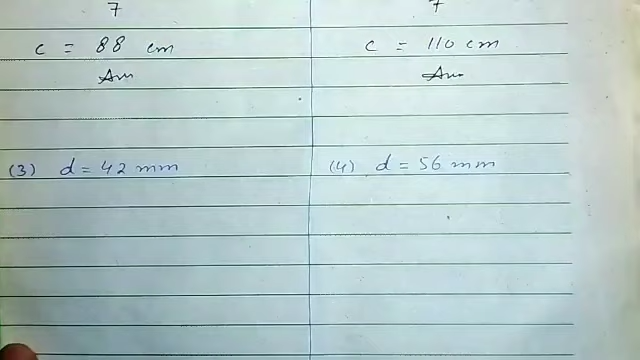 7
c = 88 cm
Ans
(3) d = 42 mm
7
c = 110 cm
Ans
(4) d = 56 mm